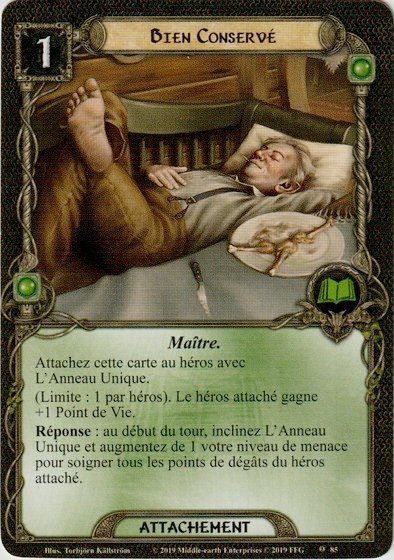 1
Bien Conservé
Maître.
Attachez cette carte au héros avec
L'Anneau Unique.
(Limite : 1 par héros). Le héros attaché gagne
+1 Point de Vie.
Réponse : au début du tour, inclinez L'Anneau
Unique et augmentez de 1 votre niveau de menace
pour soigner tous les points de dégâts du héros
attaché.
ATTACHEMENT
Illus. Torbjörn Källström © 2019 Middle-earth Enterprises © 2019 FFG 85